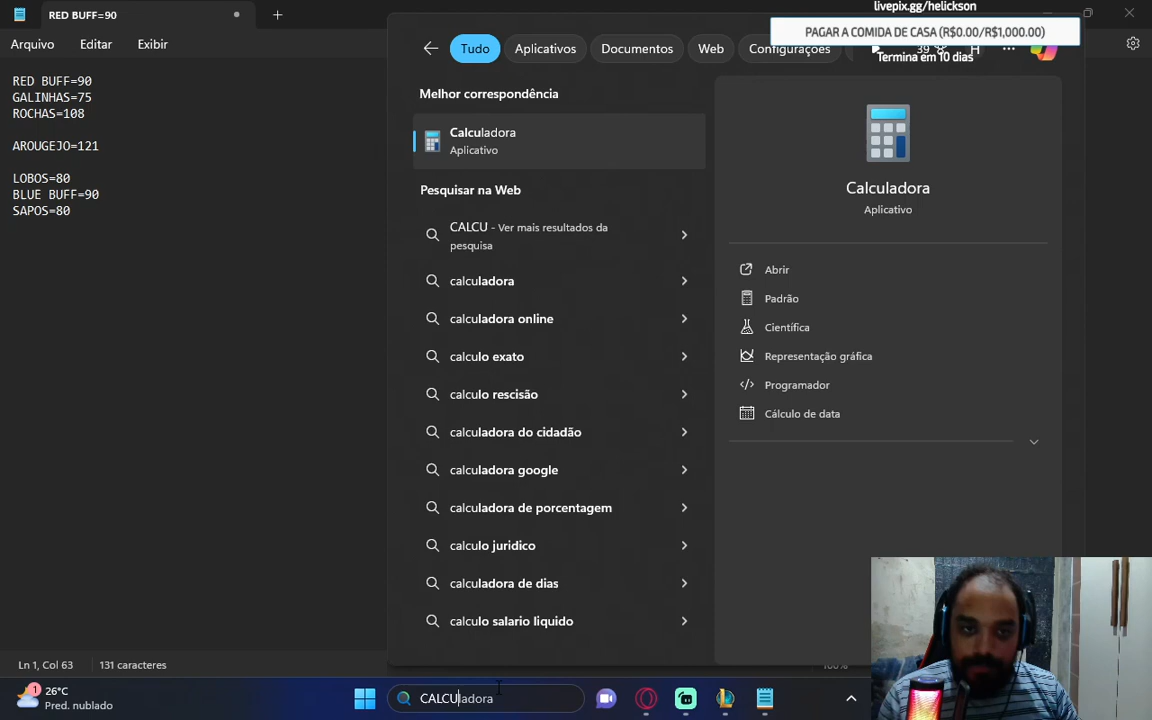 RED BUFF=90
livepix.gg/helickson
PAGAR A COMIDA DE CASA (R$0.00/R$1,000.00)
Termina em 10 dias
Arquivo Editar Exibir
Tudo Aplicativos Documentos Web Configurações 39
RED BUFF=90
GALINHAS=75
ROCHAS=108
AROUGEJO=121
LOBOS=80
BLUE BUFF=90
SAPOS=80
Melhor correspondência
Calculadora
Aplicativo
Pesquisar na Web
CALCU - Ver mais resultados da
pesquisa
calculadora
calculadora online
calculo exato
calculo rescisão
calculadora do cidadão
calculadora google
calculadora de porcentagem
calculo juridico
calculadora de dias
calculo salario liquido
Calculadora
Aplicativo
Abrir
Padrão
Científica
Representação gráfica
Programador
Cálculo de data
Ln 1, Col 63 131 caracteres 100%
1
26°C
Pred. nublado
CALCUladora